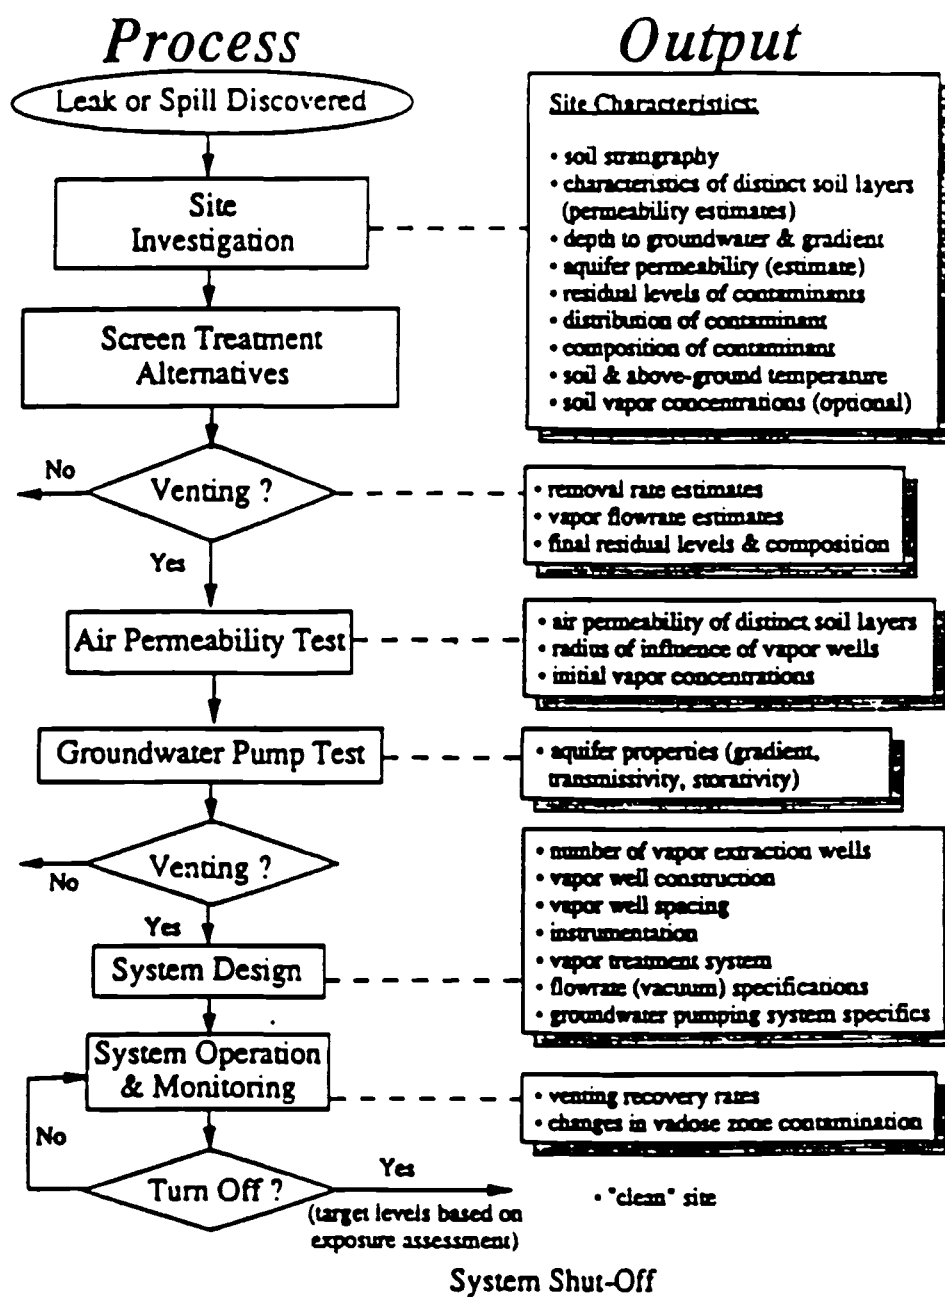 Process
Output
Leak or Spill Discovered
Site
Investigation
Site Characteristics:
• soil strangraphy
• characteristics of distinct soil layers
(permeability estimates)
• depth to groundwater & gradient
• aquifer permeability (estimate)
• residual levels of contaminants
• distribution of contaminant
• composition of contaminant
• soil & above-ground temperature
• soil vapor concentrations (optional)
Screen Treatment
Alternatives
No
Venting ?
Yes
• removal rate estimates
• vapor flowrate estimates
• final residual levels & composition
Air Permeability Test
• air permeability of distinct soil layers
• radius of influence of vapor wells
• initial vapor concentrations
Groundwater Pump Test
• aquifer properties (gradient,
transmissivity, storativity)
Venting ?
No
Yes
• number of vapor extraction wells
• vapor well construction
• vapor well spacing
• instrumentation
• vapor treatment system
• flowrate (vacuum) specifications
• groundwater pumping system specifics
System Design
System Operation
& Monitoring
• venting recovery rates
• changes in vadose zone contamination
No
Turn Off ?
Yes
(target levels based on
exposure assessment)
• "clean" site
System Shut-Off